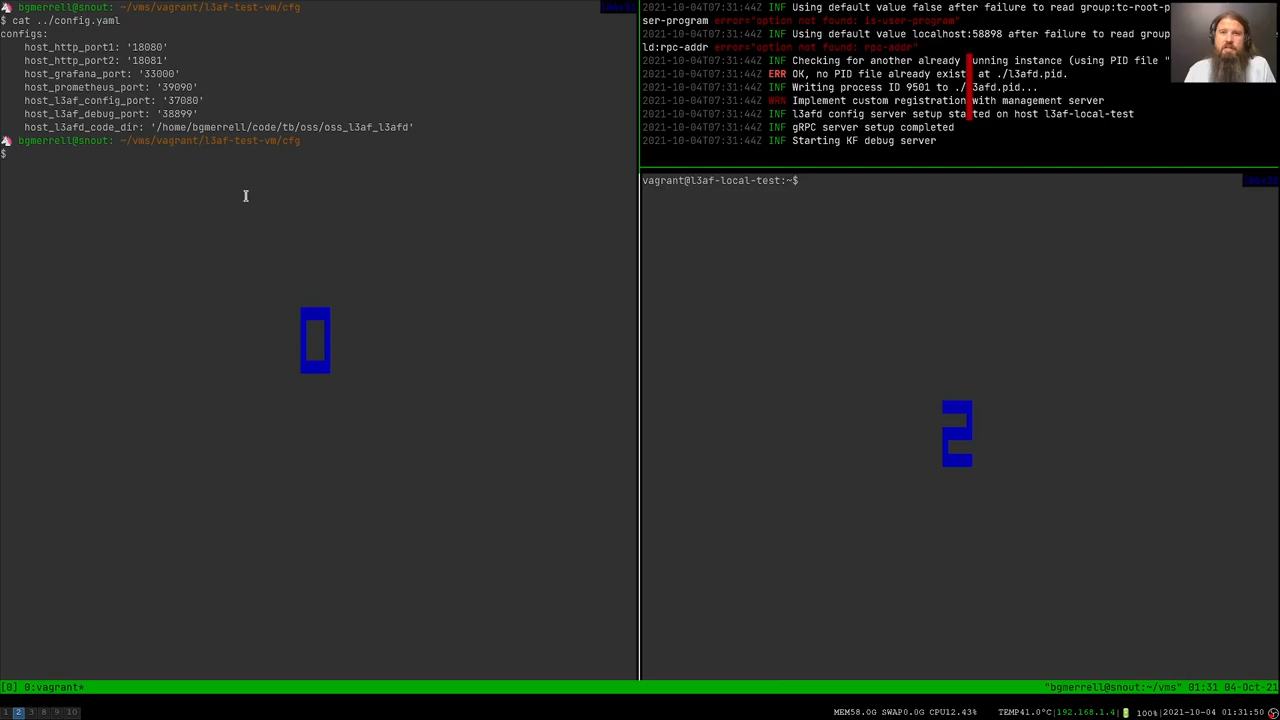 bgmerrell@snout: ~/vms/vagrant/l3af-test-vm/cfg
$ cat ../config.yaml
configs:
host_http_port1: '18080'
host_http_port2: '18081'
host_grafana_port: '33000'
host_prometheus_port: '39090'
host_l3af_config_port: '37080'
host_l3af_debug_port: '38899'
host_l3afd_code_dir: '/home/bgmerrell/code/tb/oss/oss_l3af_l3afd'
bgmerrell@snout: ~/vms/vagrant/l3af-test-vm/cfg
$
0
2021-10-04T07:31:44Z INF Using default value false after failure to read group:tc-root-p
ser-program error="option not found: is-user-program"
2021-10-04T07:31:44Z INF Using default value localhost:58898 after failure to read group
ld:rpc-addr error="option not found: rpc-addr"
2021-10-04T07:31:44Z INF Checking for another already running instance (using PID file "
2021-10-04T07:31:44Z ERR OK, no PID file already exists at ./l3afd.pid.
2021-10-04T07:31:44Z INF Writing process ID 9501 to ./l3afd.pid...
2021-10-04T07:31:44Z WRN Implement custom registration with management server
2021-10-04T07:31:44Z INF l3afd config server setup started on host l3af-local-test
2021-10-04T07:31:44Z INF gRPC server setup completed
2021-10-04T07:31:44Z INF Starting KF debug server
vagrant@l3af-local-test:~$
2
[0] 0:vagrant* "bgmerrell@snout:~/vms" 01:31 04-Oct-21
1 2 3 8 9 10 MEM58.0G SWAP0.0G CPU12.43% TEMP41.0°C 192.168.1.4 100% 2021-10-04 01:31:50